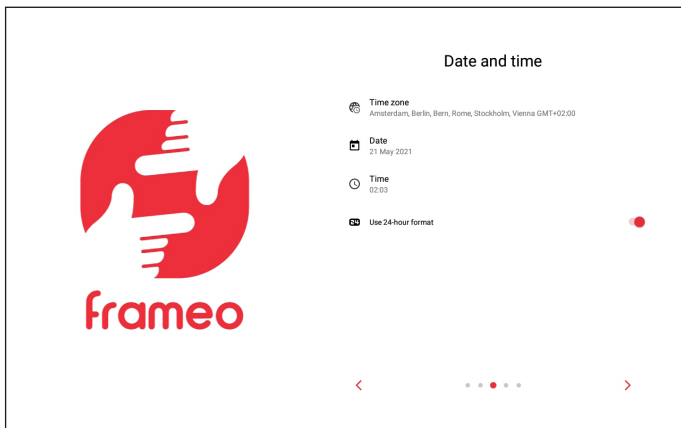 frameo
Date and time
Time zone
Amsterdam, Berlin, Bern, Rome, Stockholm, Vienna GMT+02:00
Date
21 May 2021
Time
02:03
24
Use 24-hour format